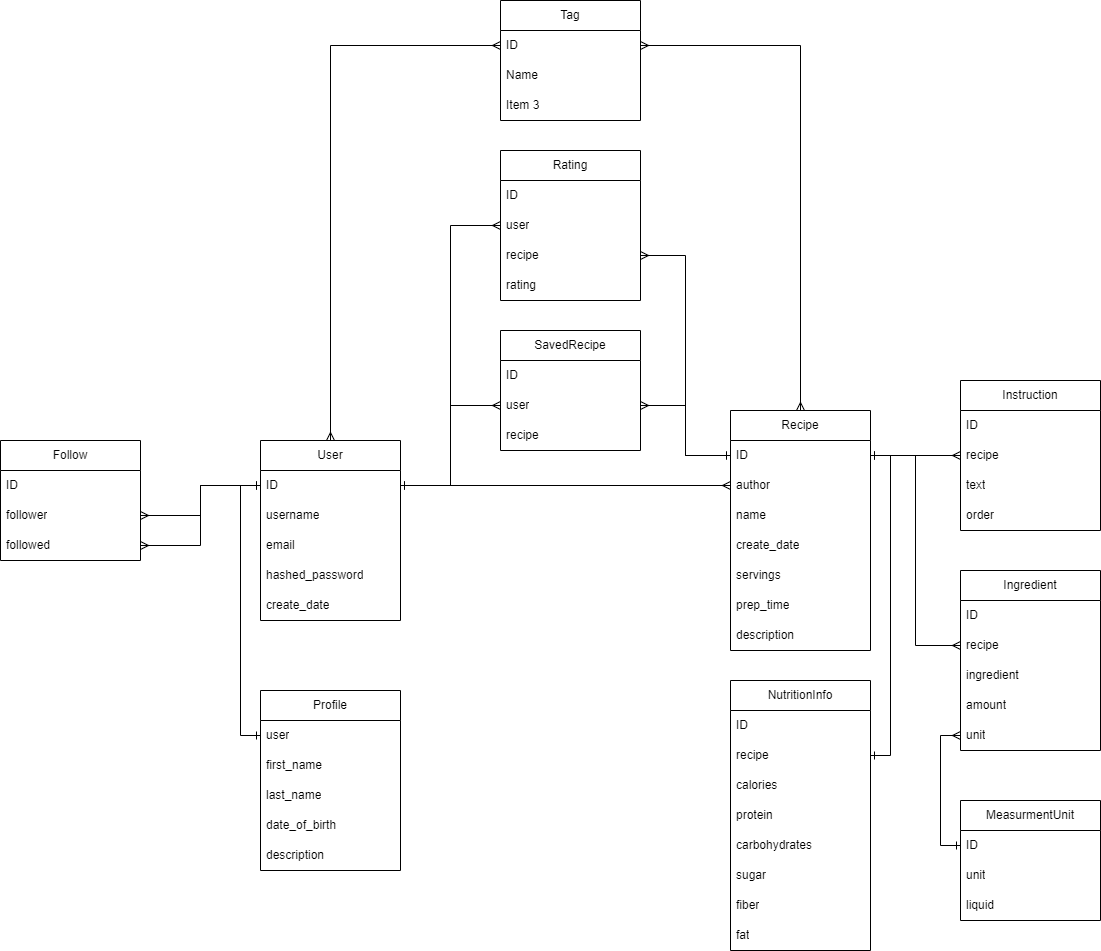 Tag
ID
Name
Item 3
Rating
ID
user
recipe
rating
SavedRecipe
ID
user
recipe
Follow
ID
follower
followed
User
ID
username
email
hashed_password
create_date
Profile
user
first_name
last_name
date_of_birth
description
Recipe
ID
author
name
create_date
servings
prep_time
description
NutritionInfo
ID
recipe
calories
protein
carbohydrates
sugar
fiber
fat
Instruction
ID
recipe
text
order
Ingredient
ID
recipe
ingredient
amount
unit
MeasurmentUnit
ID
unit
liquid